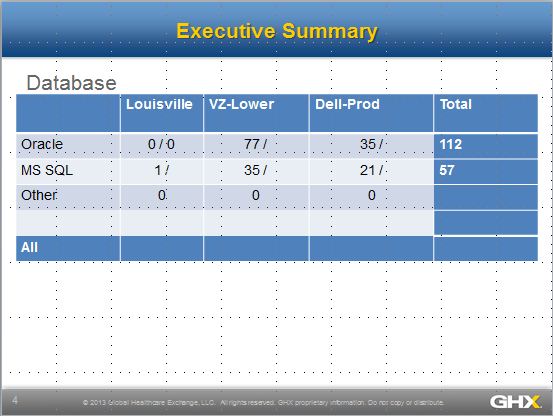 Executive Summary
Database
Louisville VZ-Lower Dell-Prod Total
Oracle 0 / 0 77 / 35 / 112
MS SQL 1 / 35 / 21 / 57
Other 0 0 0
All
4 © 2013 Global Healthcare Exchange, LLC. All rights reserved. GHX proprietary information. Do not copy or distribute. GHX